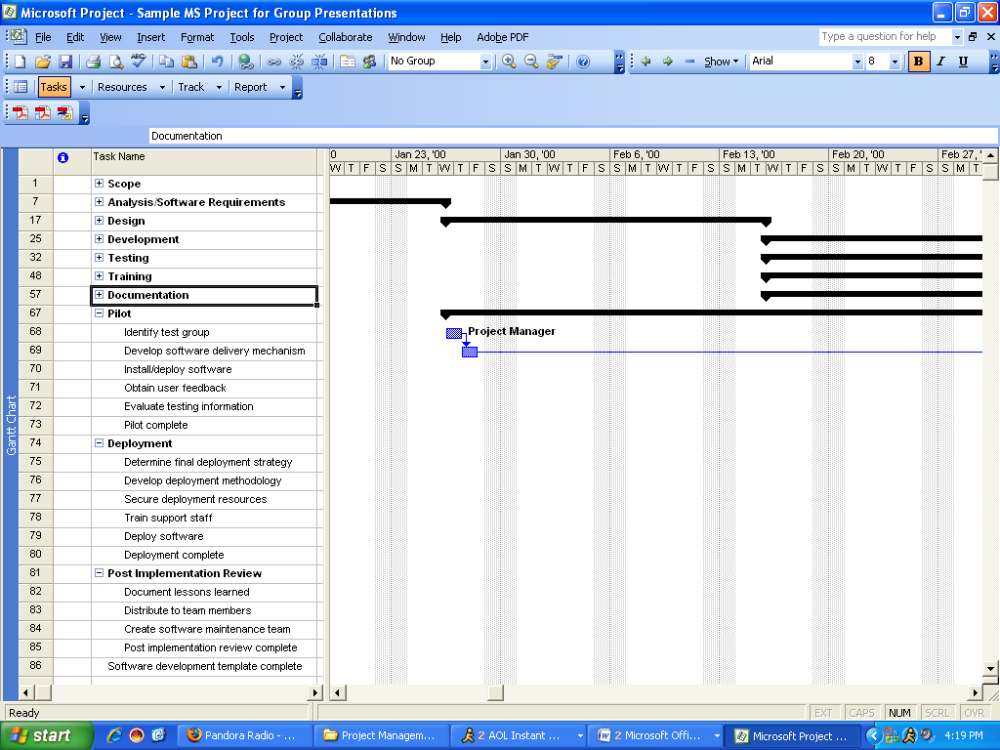 Microsoft Project - Sample MS Project for Group Presentations
File Edit View Insert Format Tools Project Collaborate Window Help Adobe PDF Type a question for help
No Group Show Arial 8 B I U
Tasks Resources Track Report
Documentation
Task Name 0 Jan 23, '00 Jan 30, '00 Feb 6, '00 Feb 13, '00 Feb 20, '00 Feb 27, '
W T F S S M T W T F S S M T W T F S S M T W T F S S M T W T F S S M T W T F S S M T
1 Scope
7 Analysis/Software Requirements
17 Design
25 Development
32 Testing
48 Training
57 Documentation
67 Pilot
68 Identify test group Project Manager
69 Develop software delivery mechanism
70 Install/deploy software
71 Obtain user feedback
72 Evaluate testing information
73 Pilot complete
74 Deployment
75 Determine final deployment strategy
76 Develop deployment methodology
77 Secure deployment resources
78 Train support staff
79 Deploy software
80 Deployment complete
81 Post Implementation Review
82 Document lessons learned
83 Distribute to team members
84 Create software maintenance team
85 Post implementation review complete
86 Software development template complete
Gantt Chart
Ready EXT CAPS NUM SCRL OVR
start Pandora Radio - ... Project Managem... 2 AOL Instant ... 2 Microsoft Offi... Microsoft Project ... 4:19 PM